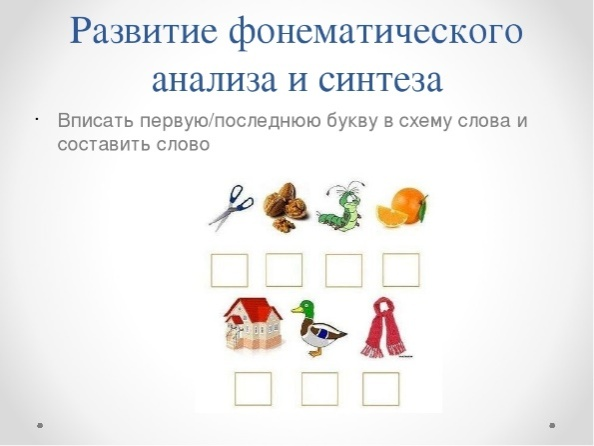 Развитие фонематического
анализа и синтеза
Вписать первую/последнюю букву в схему слова и
составить слово